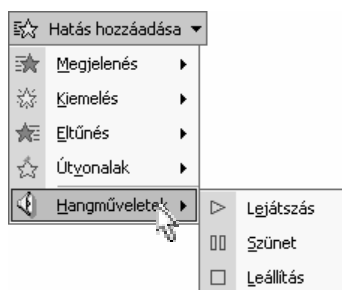 Hatás hozzáadása
Megjelenés
Kiemelés
Eltűnés
Útvonalak
Hangműveletek
Lejátszás
Szünet
Leállítás